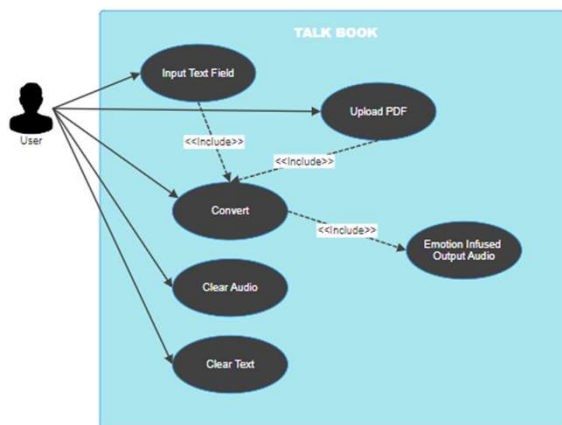 TALK BOOK
Input Text Field
Upload PDF
User
<<include>>
<<include>>
Convert
<<include>>
Emotion Infused
Output Audio
Clear Audio
Clear Text